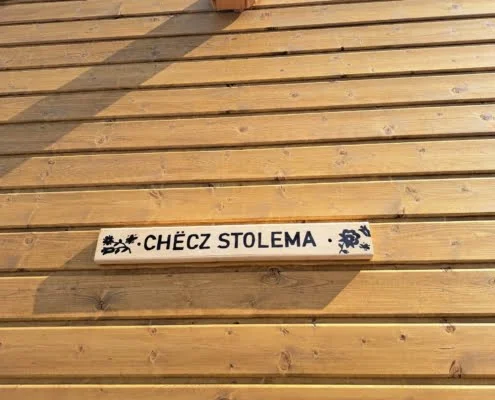 · CHËCZ STOLEMA ·